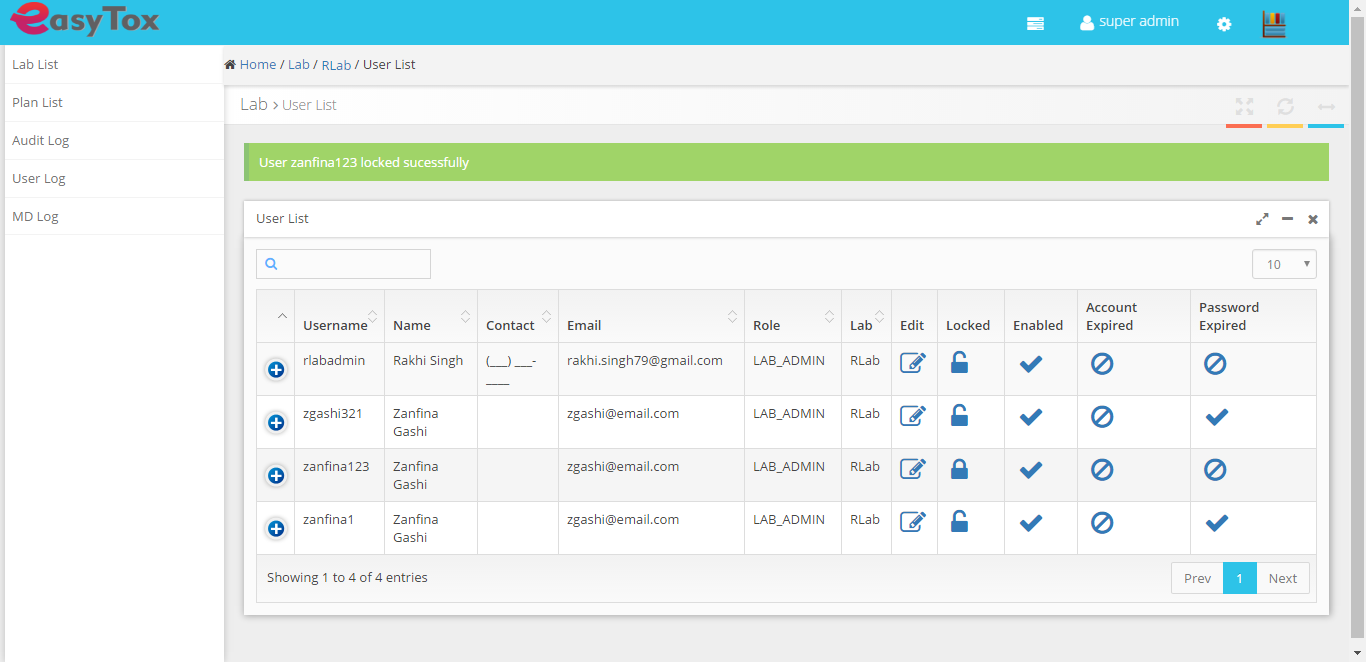 easyTox
super admin
Lab List
Plan List
Audit Log
User Log
MD Log
Home / Lab / RLab / User List
Lab › User List
User zanfina123 locked sucessfully
User List
10
Username Name Contact Email Role Lab Edit Locked Enabled Account Expired Password Expired
rlabadmin Rakhi Singh (___) ___-____ rakhi.singh79@gmail.com LAB_ADMIN RLab
zgashi321 Zanfina Gashi zgashi@email.com LAB_ADMIN RLab
zanfina123 Zanfina Gashi zgashi@email.com LAB_ADMIN RLab
zanfina1 Zanfina Gashi zgashi@email.com LAB_ADMIN RLab
Showing 1 to 4 of 4 entries
Prev 1 Next